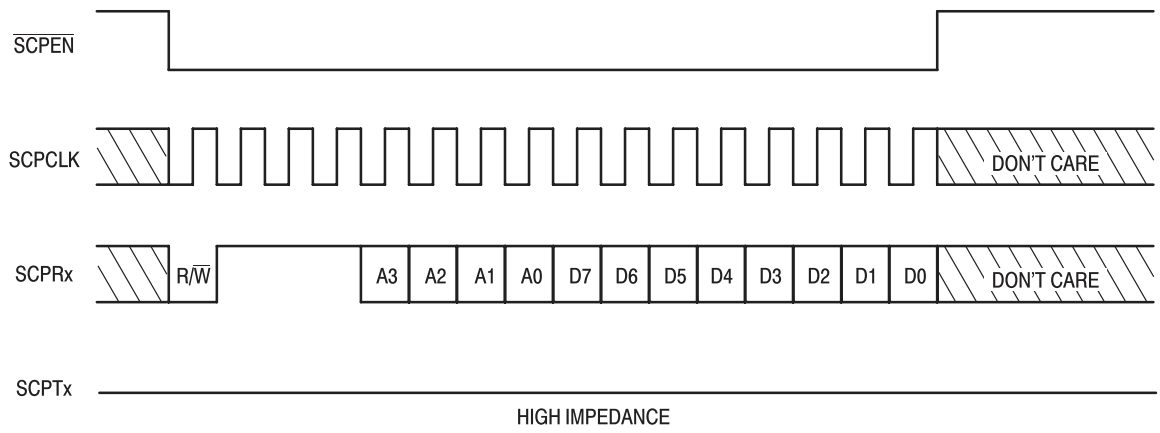 SCPEN
SCPCLK
DON'T CARE
SCPRx
R/W A3 A2 A1 A0 D7 D6 D5 D4 D3 D2 D1 D0
DON'T CARE
SCPTx
HIGH IMPEDANCE